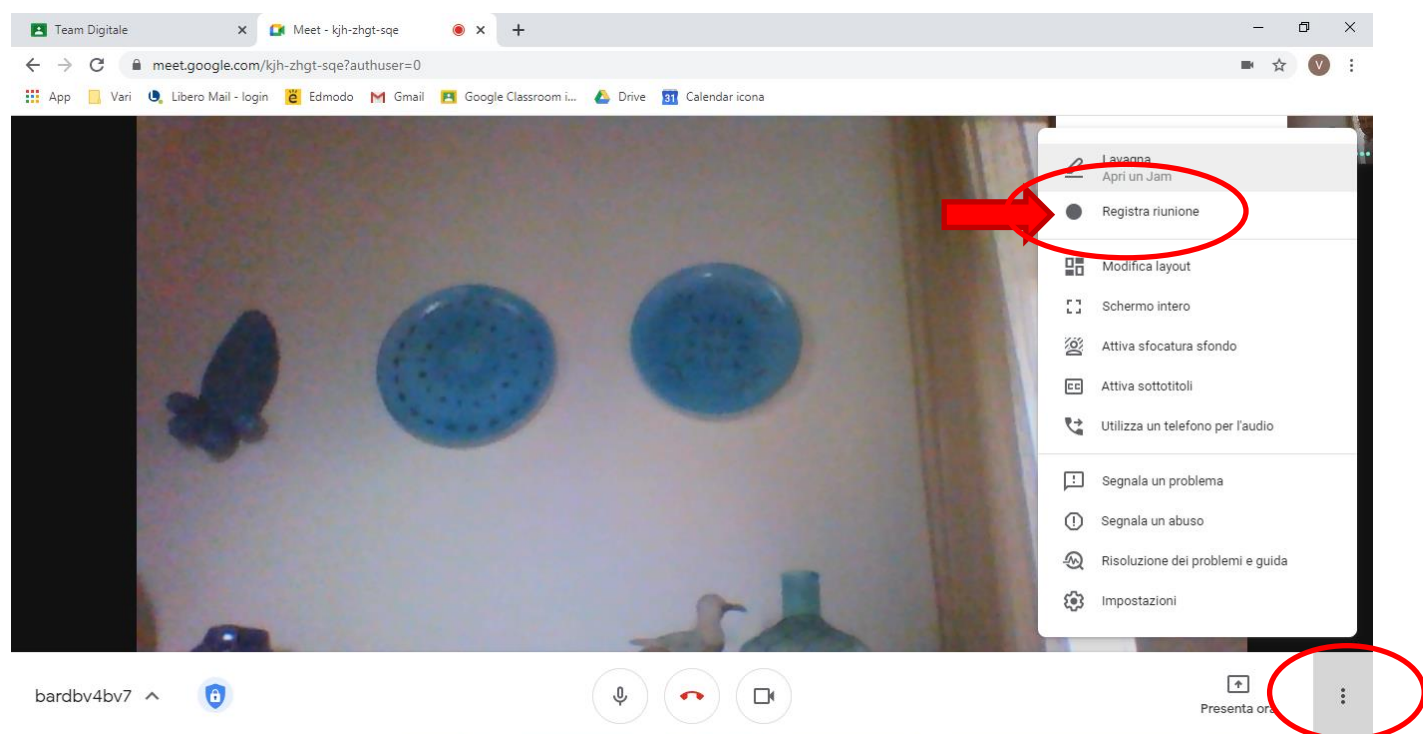 Team Digitale
Meet - kjh-zhgt-sqe
meet.google.com/kjh-zhgt-sqe?authuser=0
V
App Vari Libero Mail - login ë Edmodo Gmail Google Classroom i... Drive 31 Calendar icona
Lavagna
Apri un Jam
Registra riunione
Modifica layout
Schermo intero
Attiva sfocatura sfondo
CC Attiva sottotitoli
Utilizza un telefono per l'audio
Segnala un problema
Segnala un abuso
Risoluzione dei problemi e guida
Impostazioni
bardbv4bv7
Presenta ora